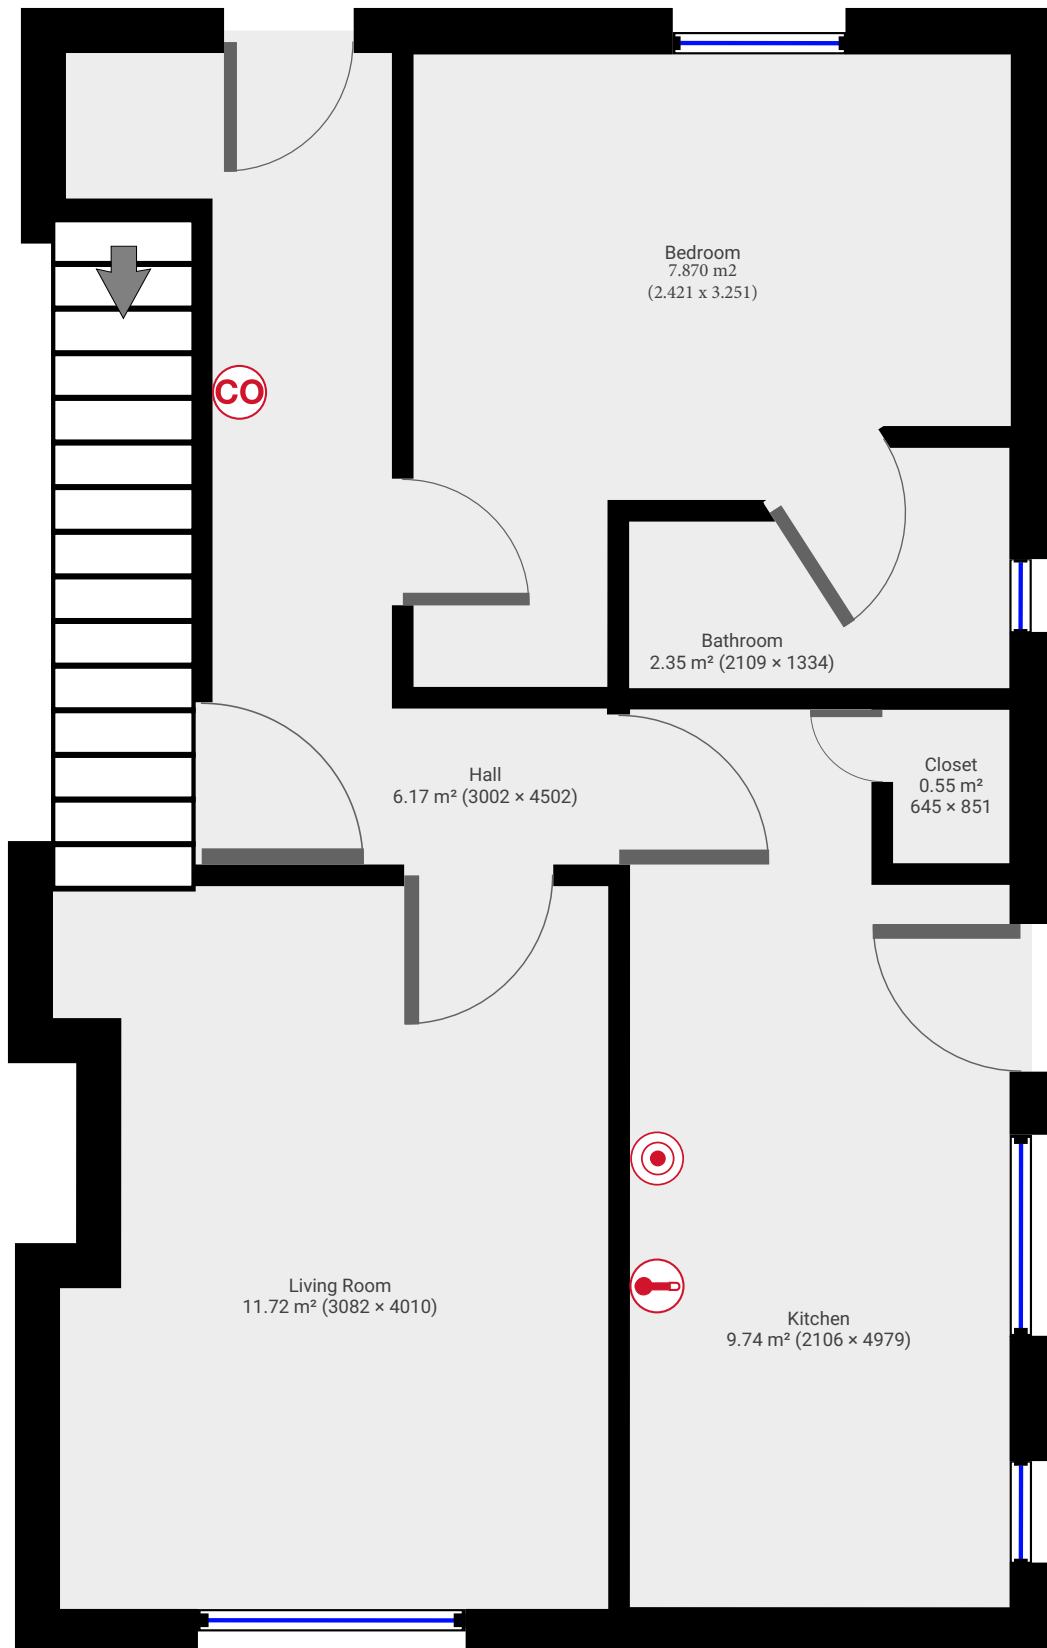 Bedroom
7.870 m2
(2.421 x 3.251)
CO
Bathroom
2.35 m² (2109 × 1334)
Hall
6.17 m² (3002 × 4502)
Closet
0.55 m²
645 × 851
Living Room
11.72 m² (3082 × 4010)
Kitchen
9.74 m² (2106 × 4979)